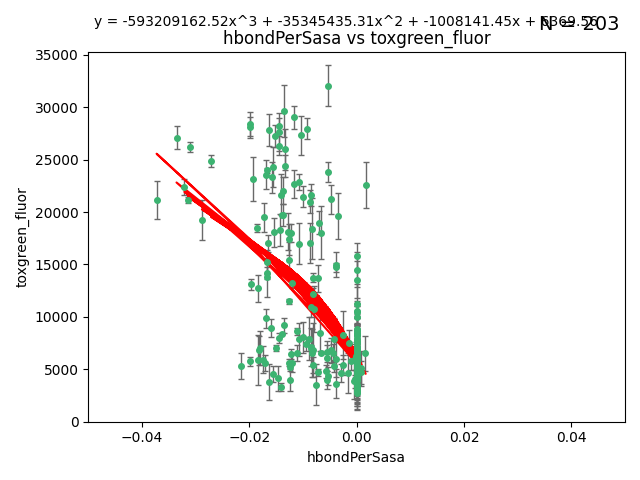 y = -593209162.52x^3 + -35345435.31x^2 + -1008141.45x + 6369.56
N = 203
hbondPerSasa vs toxgreen_fluor
35000
30000
25000
20000
15000
10000
5000
0
toxgreen_fluor
−0.04
−0.02
0.00
0.02
0.04
hbondPerSasa